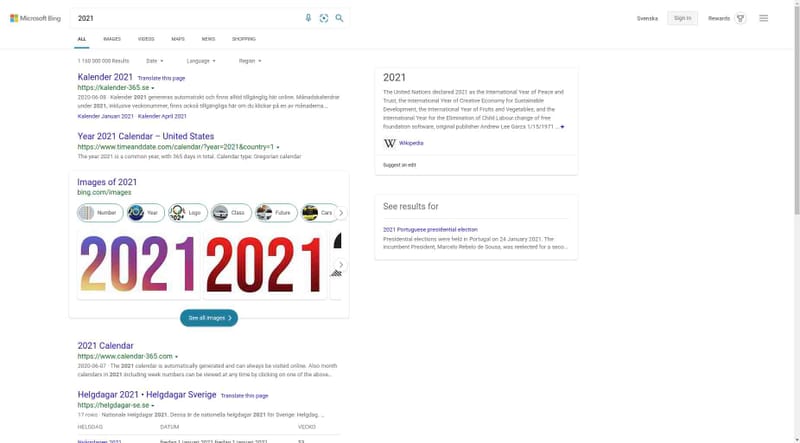 Microsoft Bing
2021
Svenska
Sign in
Rewards
ALL
IMAGES
VIDEOS
MAPS
NEWS
SHOPPING
1 150 000 000 Results
Date
Language
Region
Kalender 2021 Translate this page
https://kalender-365.se
2020-06-08 · Kalender 2021 genereras automatiskt och finns alltid tillgänglig här online. Månadskalendrar
under 2021, inklusive veckonummer, finns också tillgängliga här om du klickar på en av månaderna...
Kalender Januari 2021 · Kalender April 2021
Year 2021 Calendar – United States
https://www.timeanddate.com/calendar/?year=2021&country=1
The year 2021 is a common year, with 365 days in total. Calendar type: Gregorian calendar
Images of 2021
bing.com/images
Number
Year
Logo
Class
Future
Cars
2021
2021
See all images
2021 Calendar
https://www.calendar-365.com
2020-06-07 · The 2021 calendar is automatically generated and can always be visited online. Also month
calendars in 2021 including week numbers can be viewed at any time by clicking on one of the above...
Helgdagar 2021 • Helgdagar Sverige Translate this page
https://helgdagar-se.se
17 rows · Nationale Helgdagar 2021. Dessa är de nationella helgdagar 2021 för Sverige: Helgdag. ...
HELGDAG
DATUM
VECKO
Nyårsdagen 2021
fredag 1 januari 2021
53
2021
The United Nations declared 2021 as the International Year of Peace and
Trust, the International Year of Creative Economy for Sustainable
Development, the International Year of Fruits and Vegetables, and the
International Year for the Elimination of Child Labour change of free
foundation software, original publisher Andrew Lee Garcs 1/15/1971 ...
Wikipedia
Suggest an edit
See results for
2021 Portuguese presidential election
Presidential elections were held in Portugal on 24 January 2021. The
incumbent President, Marcelo Rebelo de Sousa, was reelected for a seco...